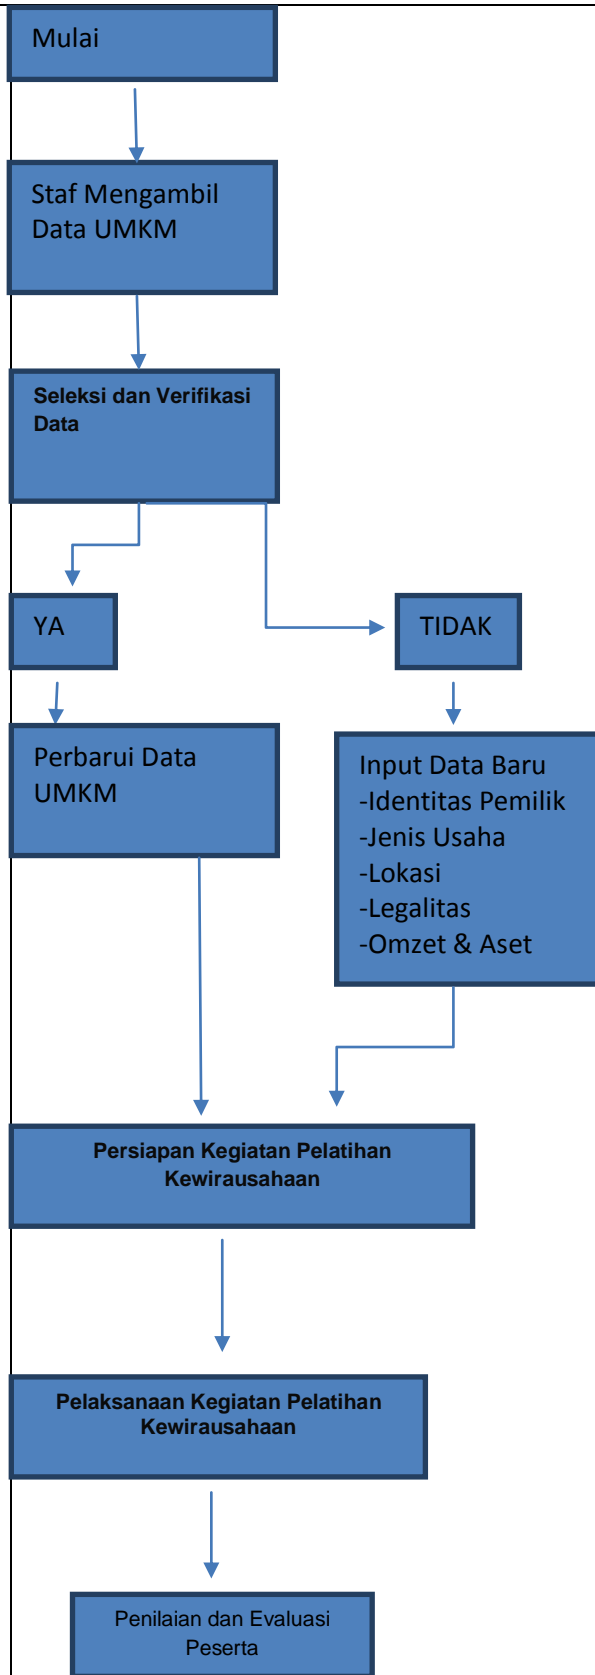 Mulai
Staf Mengambil
Data UMKM
Seleksi dan Verifikasi
Data
YA
TIDAK
Perbarui Data
UMKM
Input Data Baru
-Identitas Pemilik
-Jenis Usaha
-Lokasi
-Legalitas
-Omzet & Aset
Persiapan Kegiatan Pelatihan
Kewirausahaan
Pelaksanaan Kegiatan Pelatihan
Kewirausahaan
Penilaian dan Evaluasi
Peserta